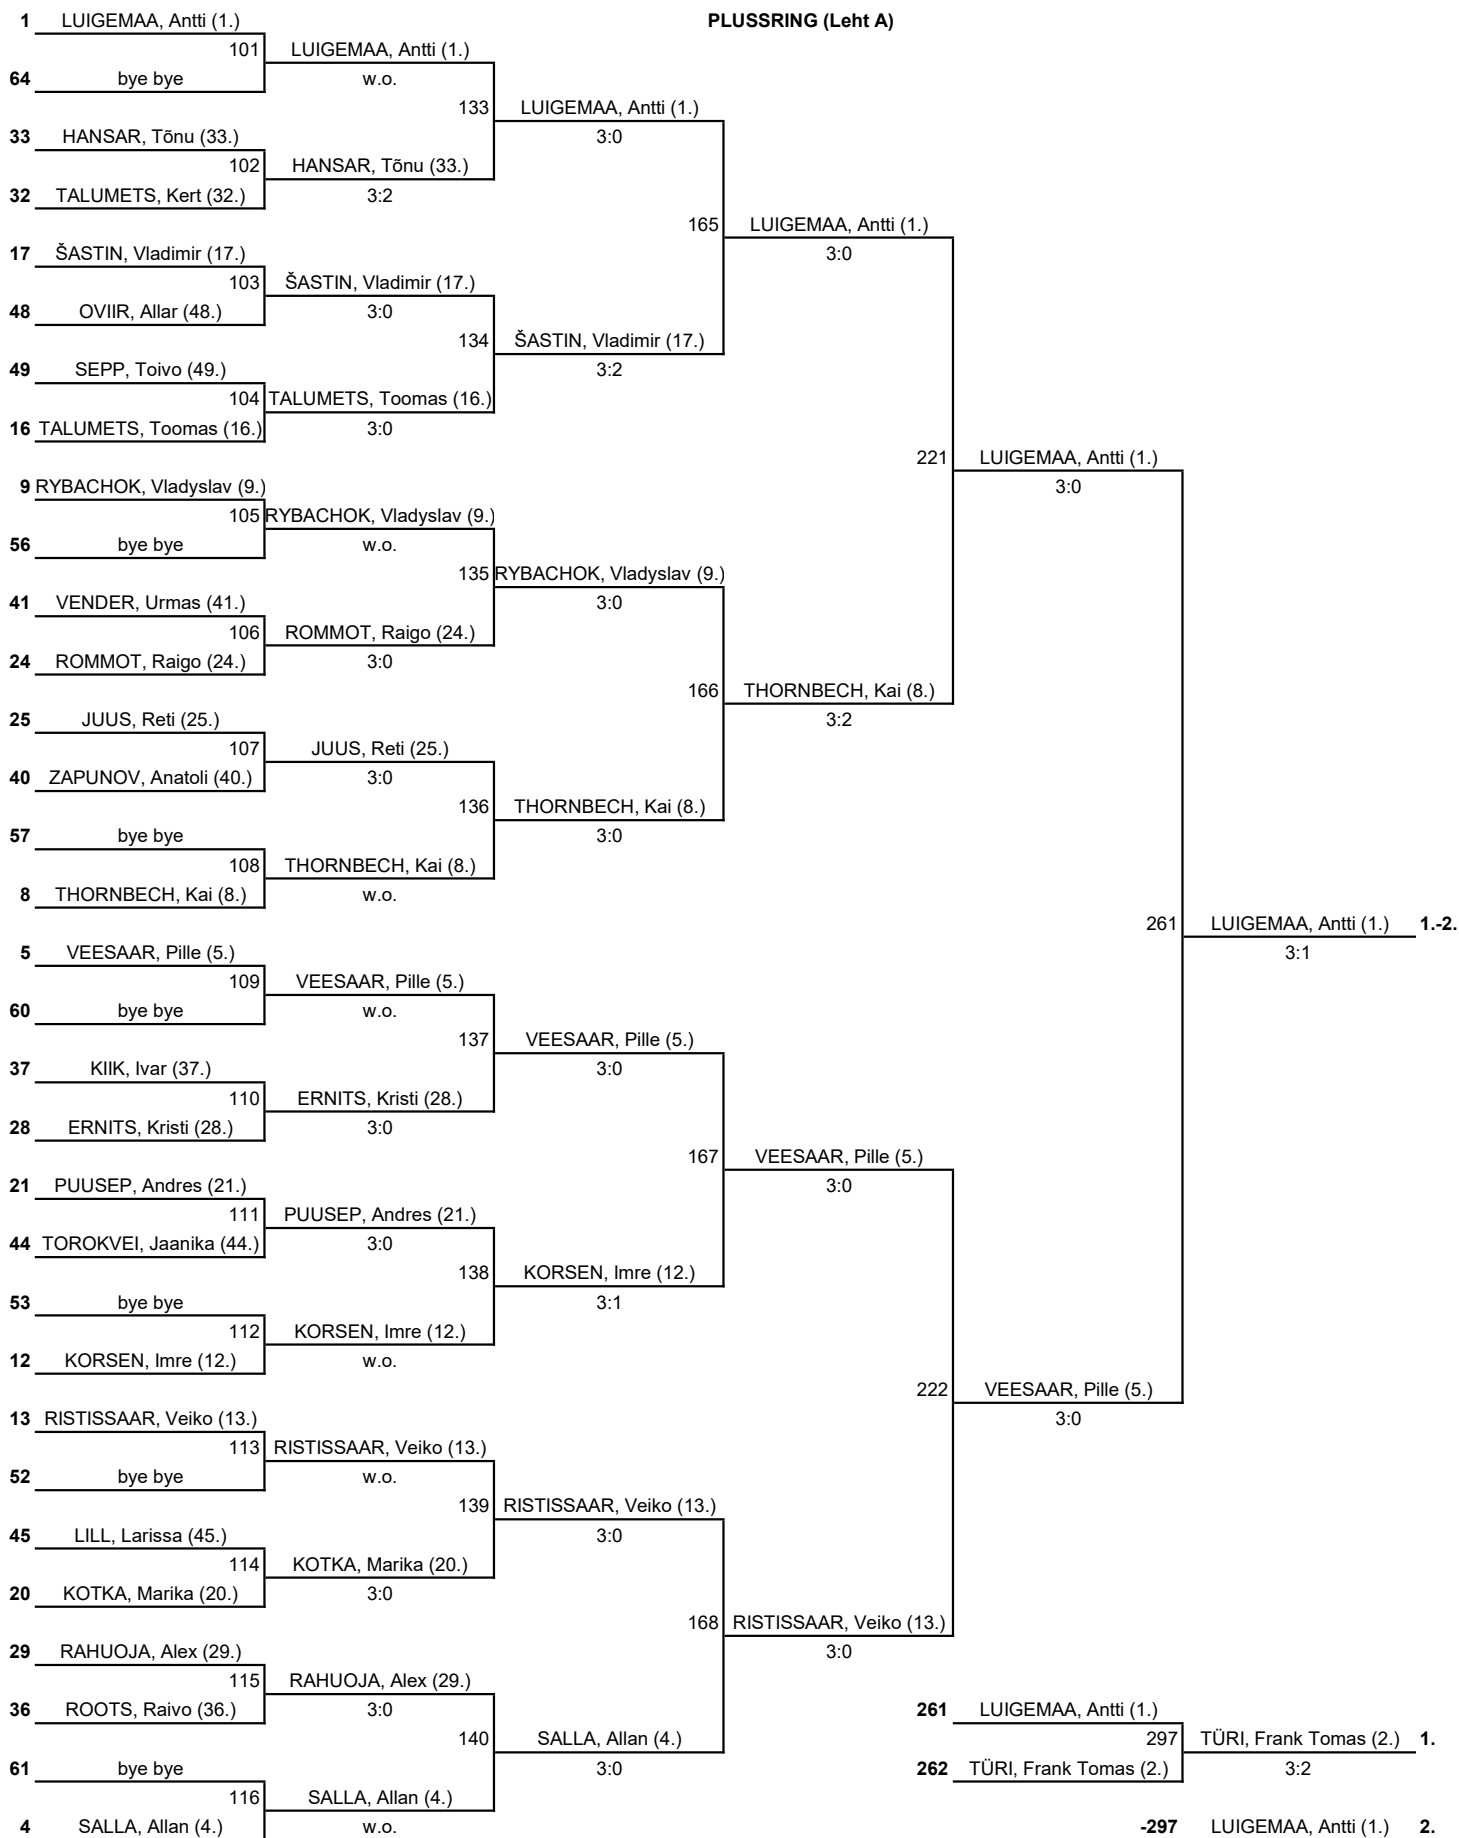 PLUSSRING (Leht A)
1 LUIGEMAA, Antti (1.)
101 LUIGEMAA, Antti (1.)
64 bye bye w.o.
133 LUIGEMAA, Antti (1.)
33 HANSAR, Tõnu (33.) 3:0
102 HANSAR, Tõnu (33.)
32 TALUMETS, Kert (32.) 3:2
165 LUIGEMAA, Antti (1.)
17 ŠASTIN, Vladimir (17.) 3:0
103 ŠASTIN, Vladimir (17.)
48 OVIIR, Allar (48.) 3:0
134 ŠASTIN, Vladimir (17.)
49 SEPP, Toivo (49.) 3:2
104 TALUMETS, Toomas (16.)
16 TALUMETS, Toomas (16.) 3:0
221 LUIGEMAA, Antti (1.)
9 RYBACHOK, Vladyslav (9.) 3:0
105 RYBACHOK, Vladyslav (9.)
56 bye bye w.o.
135 RYBACHOK, Vladyslav (9.)
41 VENDER, Urmas (41.) 3:0
106 ROMMOT, Raigo (24.)
24 ROMMOT, Raigo (24.) 3:0
166 THORNBECH, Kai (8.)
25 JUUS, Reti (25.) 3:2
107 JUUS, Reti (25.)
40 ZAPUNOV, Anatoli (40.) 3:0
136 THORNBECH, Kai (8.)
57 bye bye 3:0
108 THORNBECH, Kai (8.)
8 THORNBECH, Kai (8.) w.o.
261 LUIGEMAA, Antti (1.) 1.-2.
5 VEESAAR, Pille (5.) 3:1
109 VEESAAR, Pille (5.)
60 bye bye w.o.
137 VEESAAR, Pille (5.)
37 KIIK, Ivar (37.) 3:0
110 ERNITS, Kristi (28.)
28 ERNITS, Kristi (28.) 3:0
167 VEESAAR, Pille (5.)
21 PUUSEP, Andres (21.) 3:0
111 PUUSEP, Andres (21.)
44 TOROKVEI, Jaanika (44.) 3:0
138 KORSEN, Imre (12.)
53 bye bye 3:1
112 KORSEN, Imre (12.)
12 KORSEN, Imre (12.) w.o.
222 VEESAAR, Pille (5.)
13 RISTISSAAR, Veiko (13.) 3:0
113 RISTISSAAR, Veiko (13.)
52 bye bye w.o.
139 RISTISSAAR, Veiko (13.)
45 LILL, Larissa (45.) 3:0
114 KOTKA, Marika (20.)
20 KOTKA, Marika (20.) 3:0
168 RISTISSAAR, Veiko (13.)
29 RAHUOJA, Alex (29.) 3:0
115 RAHUOJA, Alex (29.)
36 ROOTS, Raivo (36.) 3:0 261 LUIGEMAA, Antti (1.)
140 SALLA, Allan (4.) 297 TÜRI, Frank Tomas (2.) 1.
61 bye bye 3:0 262 TÜRI, Frank Tomas (2.) 3:2
116 SALLA, Allan (4.)
4 SALLA, Allan (4.) w.o. -297 LUIGEMAA, Antti (1.) 2.